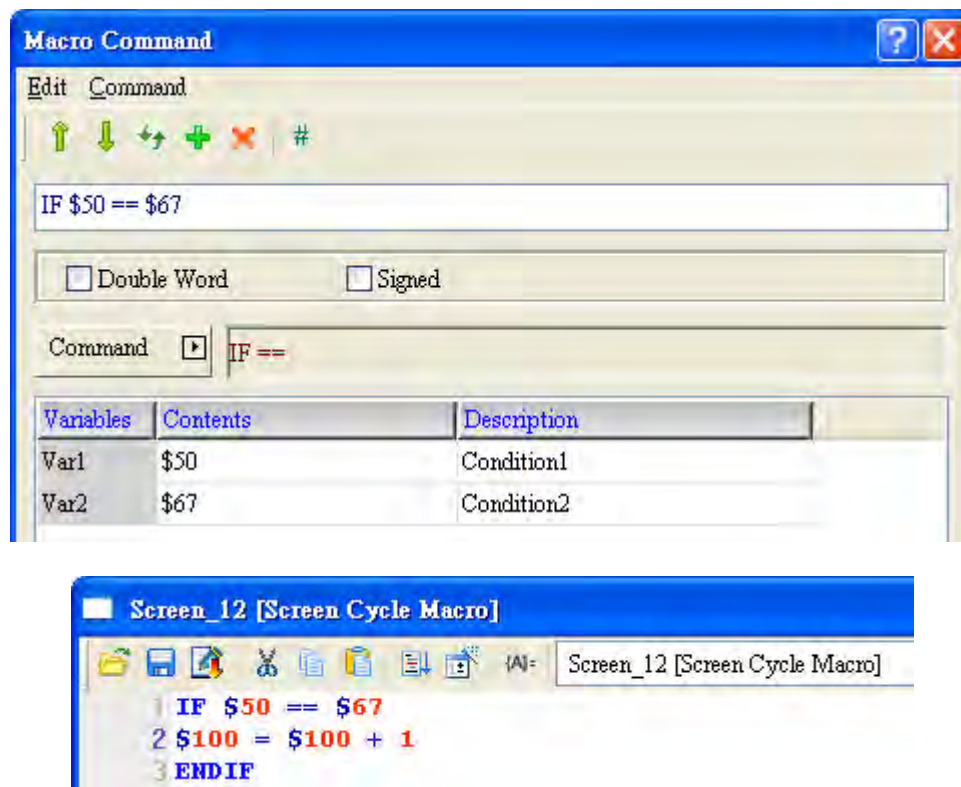 Macro Command
Edit Command
#
IF $50 == $67
Double Word Signed
Command IF ==
Variables Contents Description
Var1 $50 Condition1
Var2 $67 Condition2
Screen_12 [Screen Cycle Macro]
{A}= Screen_12 [Screen Cycle Macro]
1 IF $50 == $67
2 $100 = $100 + 1
3 ENDIF